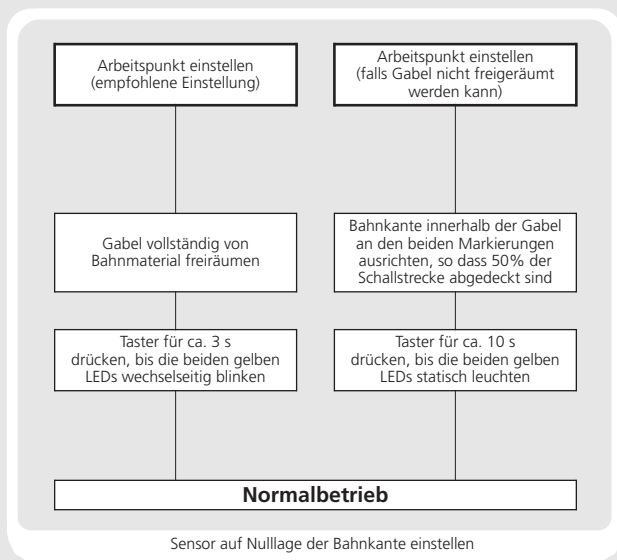 Arbeitspunkt einstellen
(empfohlene Einstellung)
Arbeitspunkt einstellen
(falls Gabel nicht freigeräumt
werden kann)
Gabel vollständig von
Bahnmaterial freiräumen
Bahnkante innerhalb der Gabel
an den beiden Markierungen
ausrichten, so dass 50% der
Schallstrecke abgedeckt sind
Taster für ca. 3 s
drücken, bis die beiden gelben
LEDs wechselseitig blinken
Taster für ca. 10 s
drücken, bis die beiden gelben
LEDs statisch leuchten
Normalbetrieb
Sensor auf Nulllage der Bahnkante einstellen